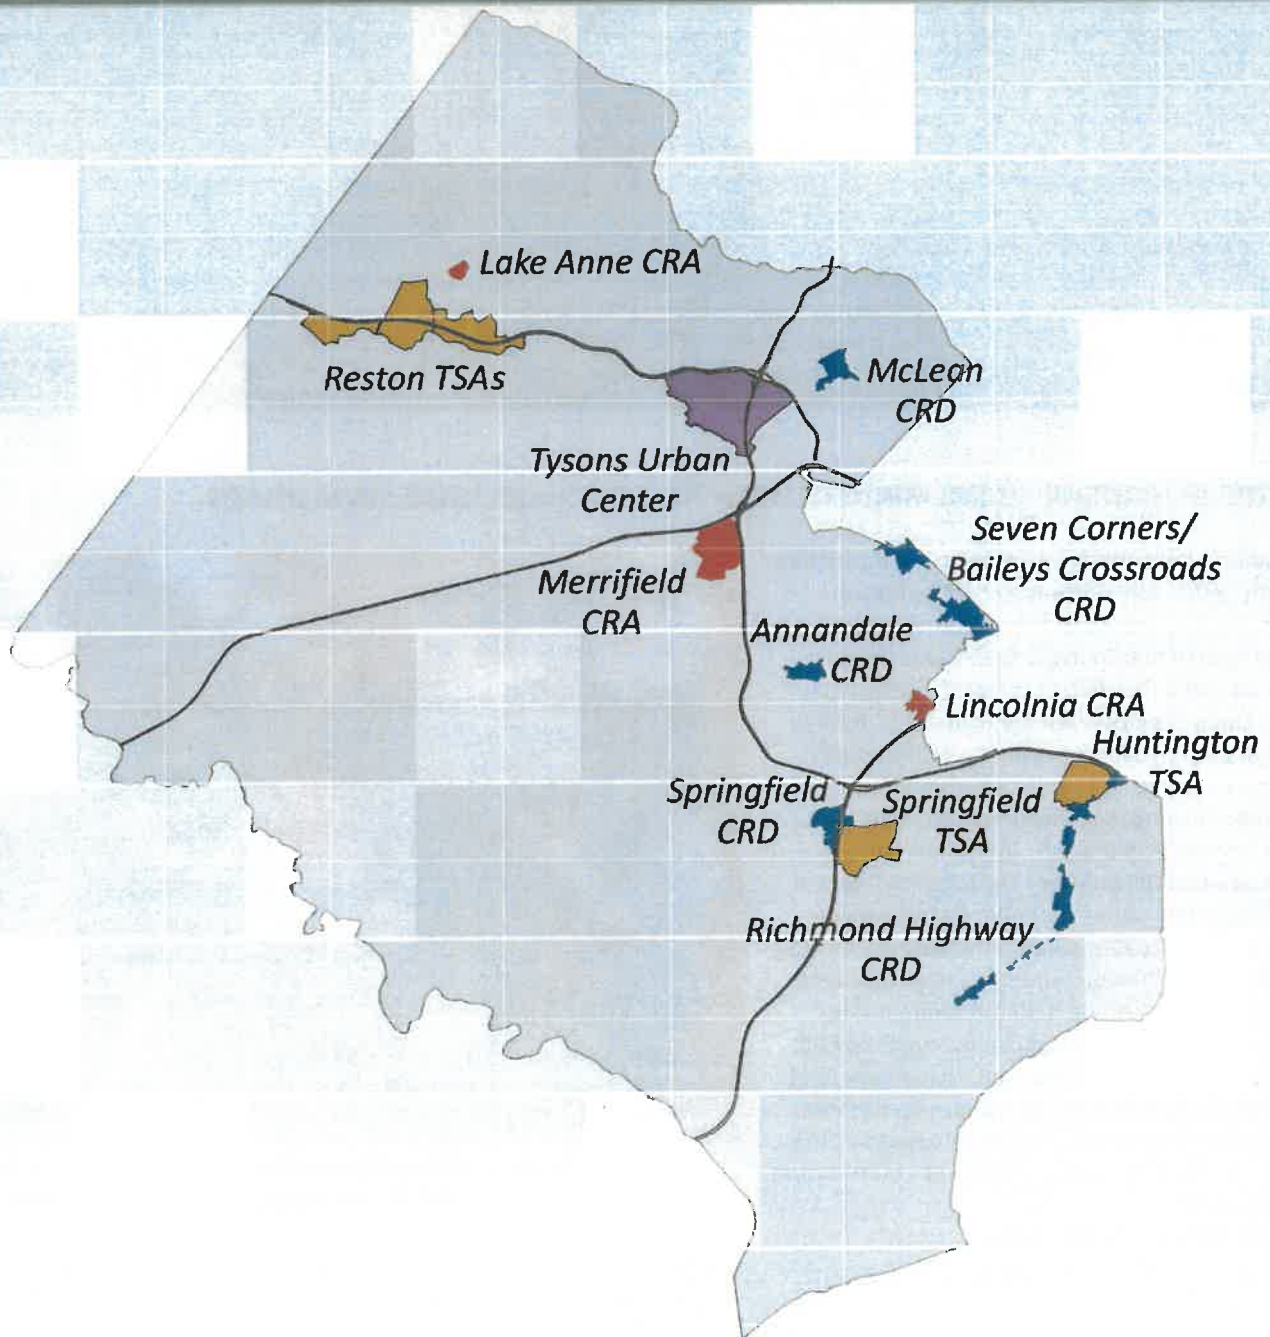 Lake Anne CRA
Reston TSAs
McLean
CRD
Tysons Urban
Center
Seven Corners/
Baileys Crossroads
CRD
Merrifield
CRA
Annandale
CRD
Lincolnia CRA
Huntington
TSA
Springfield
CRD
Springfield
TSA
Richmond Highway
CRD